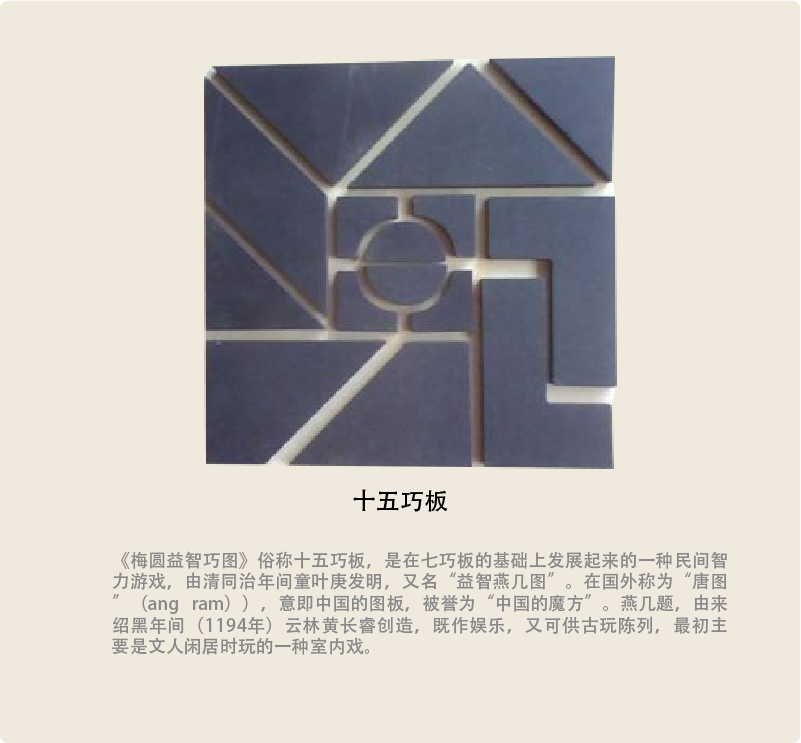 十五巧板
《梅圆益智巧图》俗称十五巧板，是在七巧板的基础上发展起来的一种民间智
力游戏，由清同治年间童叶庚发明，又名“益智燕几图”。在国外称为“唐图
”（ang ram）），意即中国的图板，被誉为“中国的魔方”。燕几题，由来
绍黑年间（1194年）云林黄长睿创造，既作娱乐，又可供古玩陈列，最初主
要是文人闲居时玩的一种室内戏。